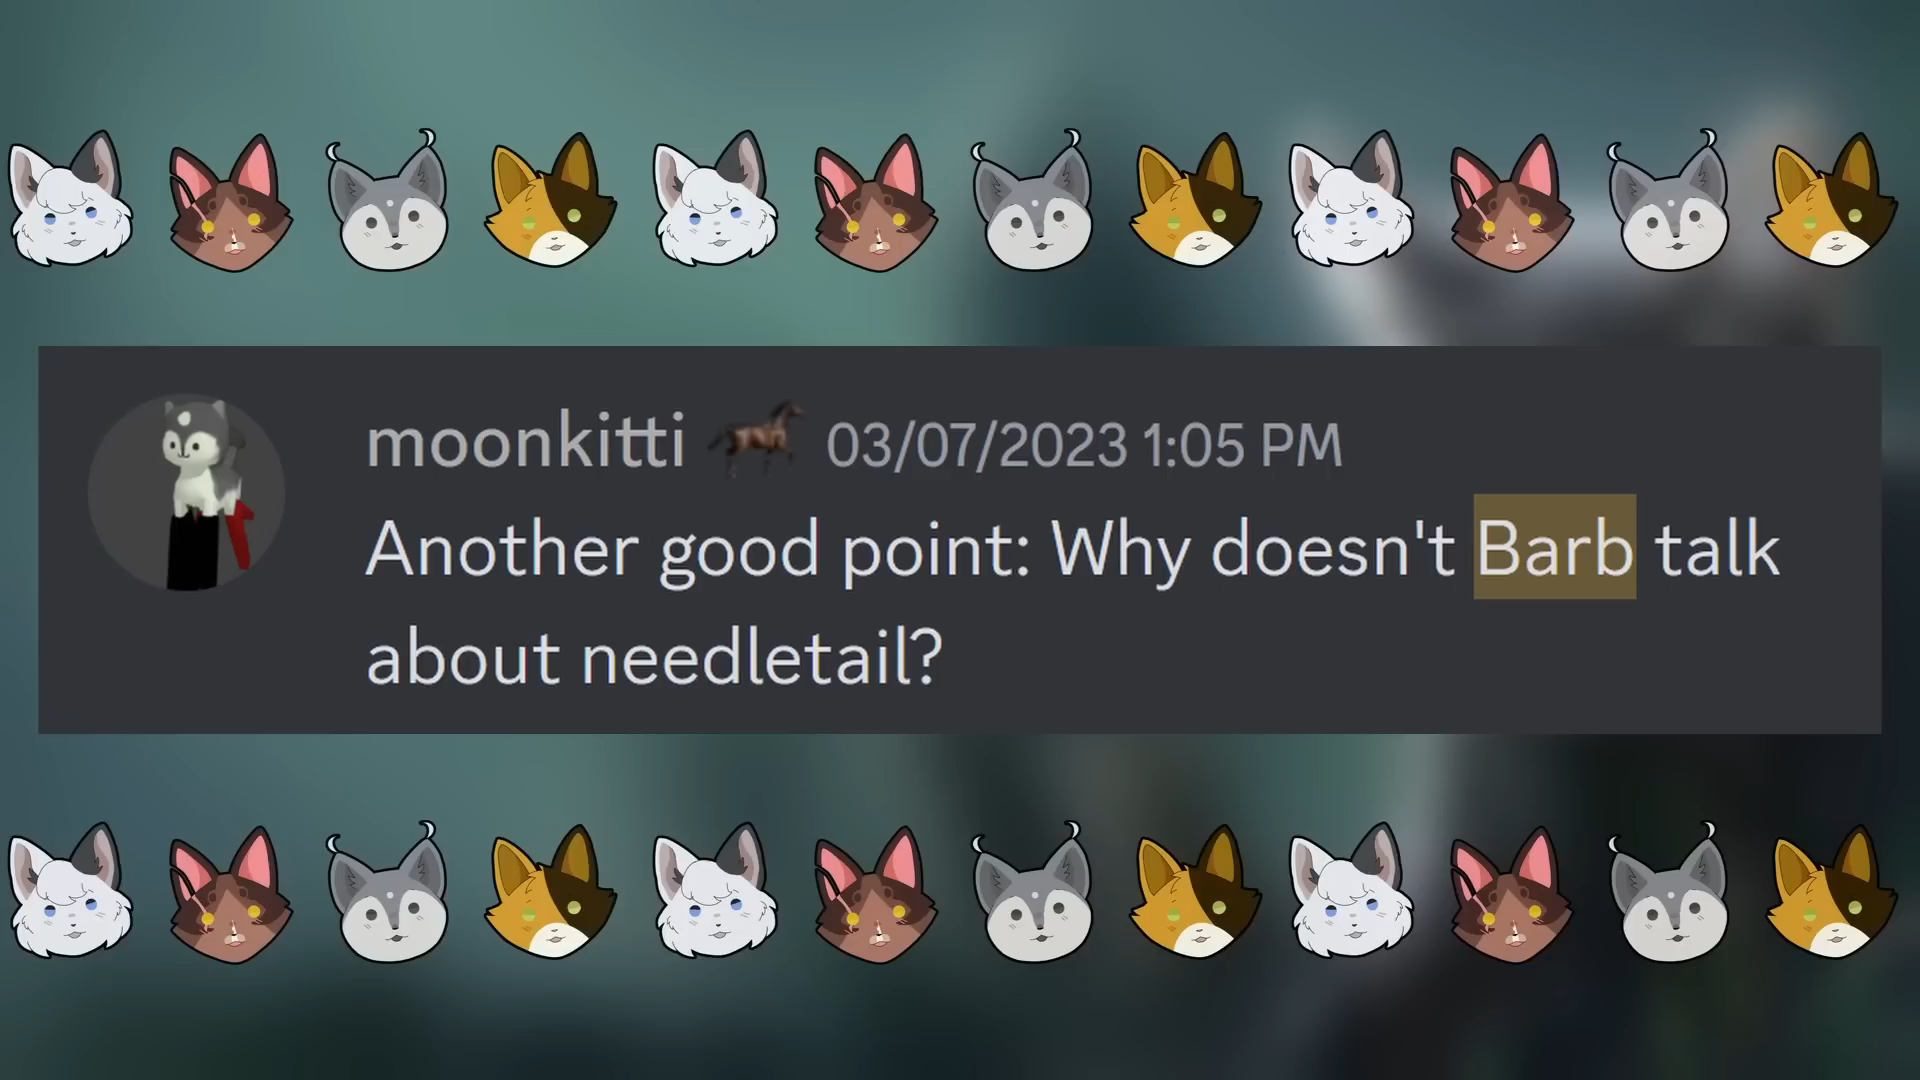 moonkitti 🐎 03/07/2023 1:05 PM
Another good point: Why doesn't Barb talk
about needletail?